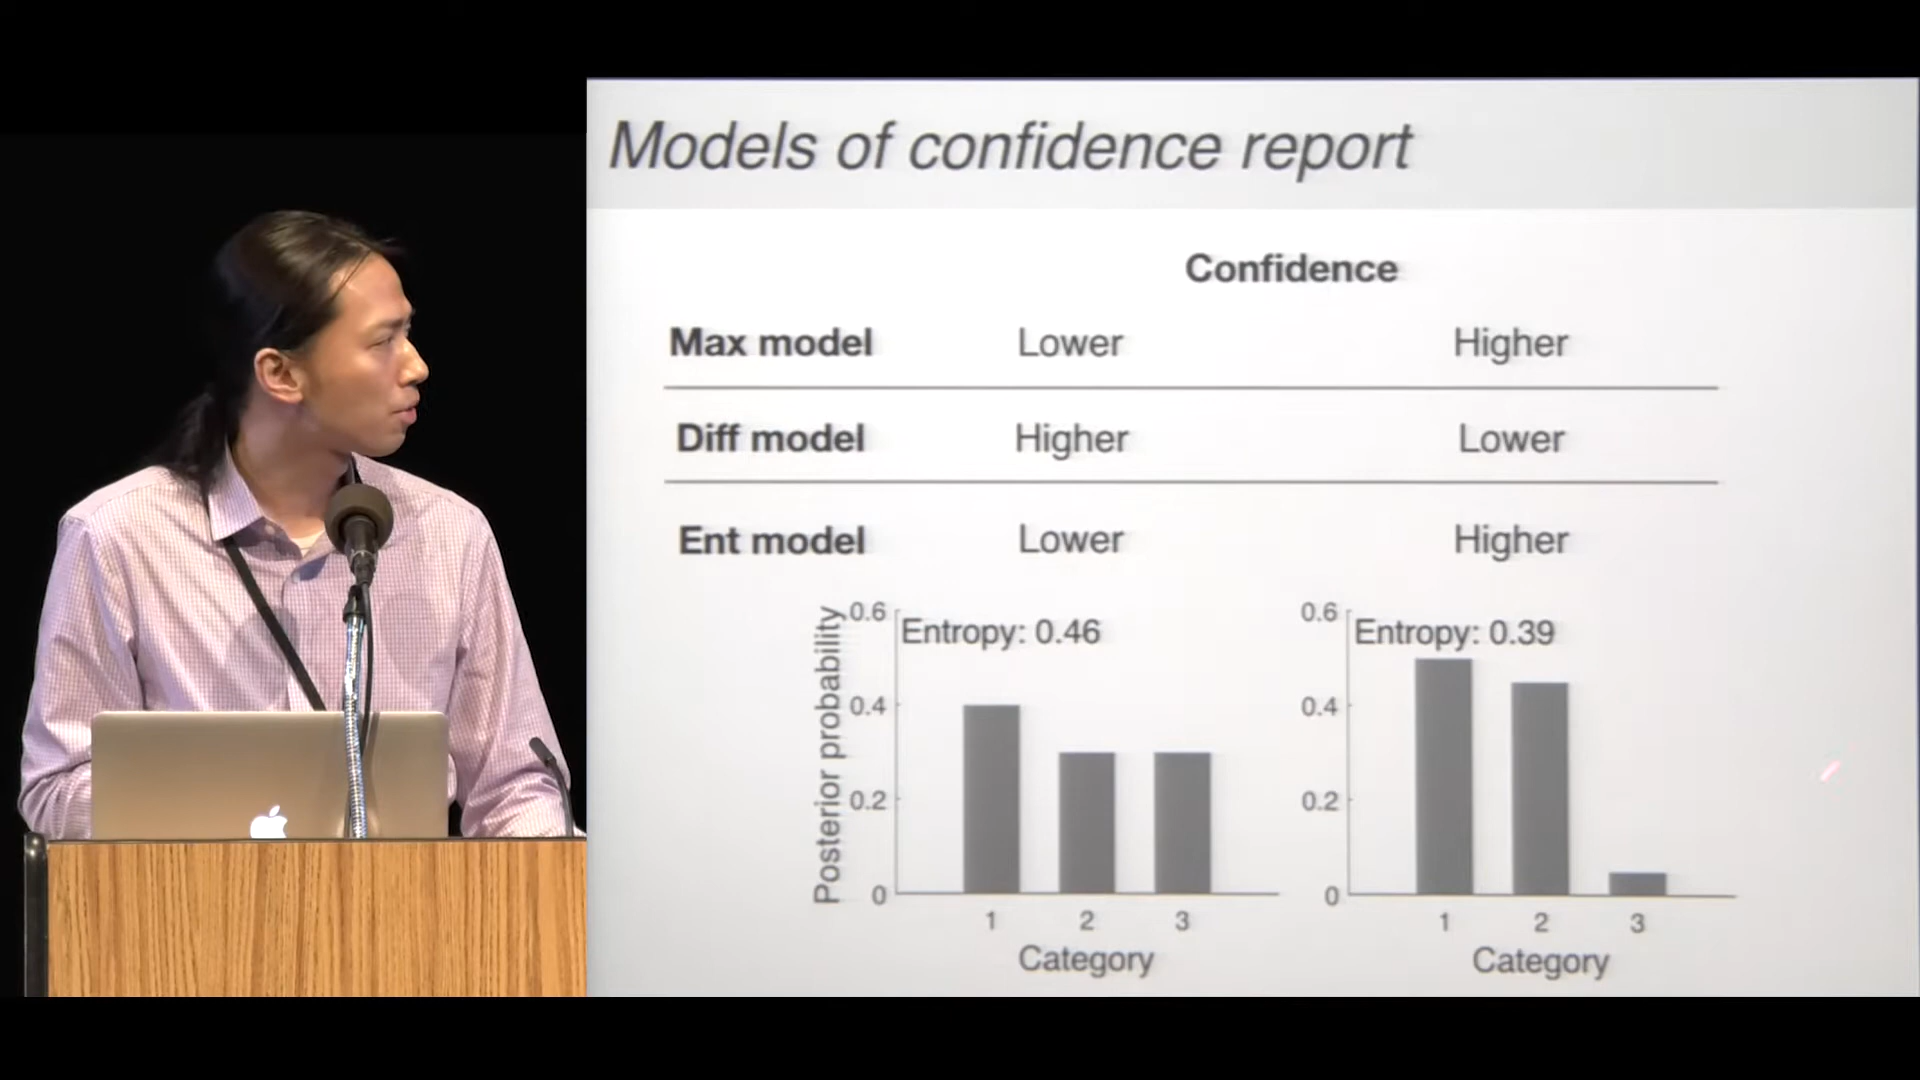 Models of confidence report
Confidence
Max model Lower Higher
Diff model Higher Lower
Ent model Lower Higher
Posterior probability
0.6
0.4
0.2
0
Entropy: 0.46
1 2 3
Category
0.6
0.4
0.2
0
Entropy: 0.39
1 2 3
Category